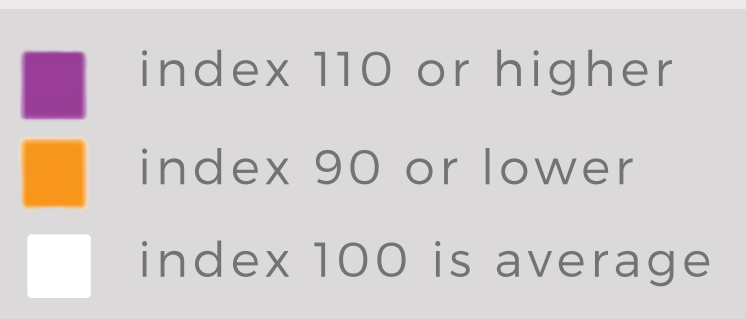 index 110 or higher
index 90 or lower
index 100 is average